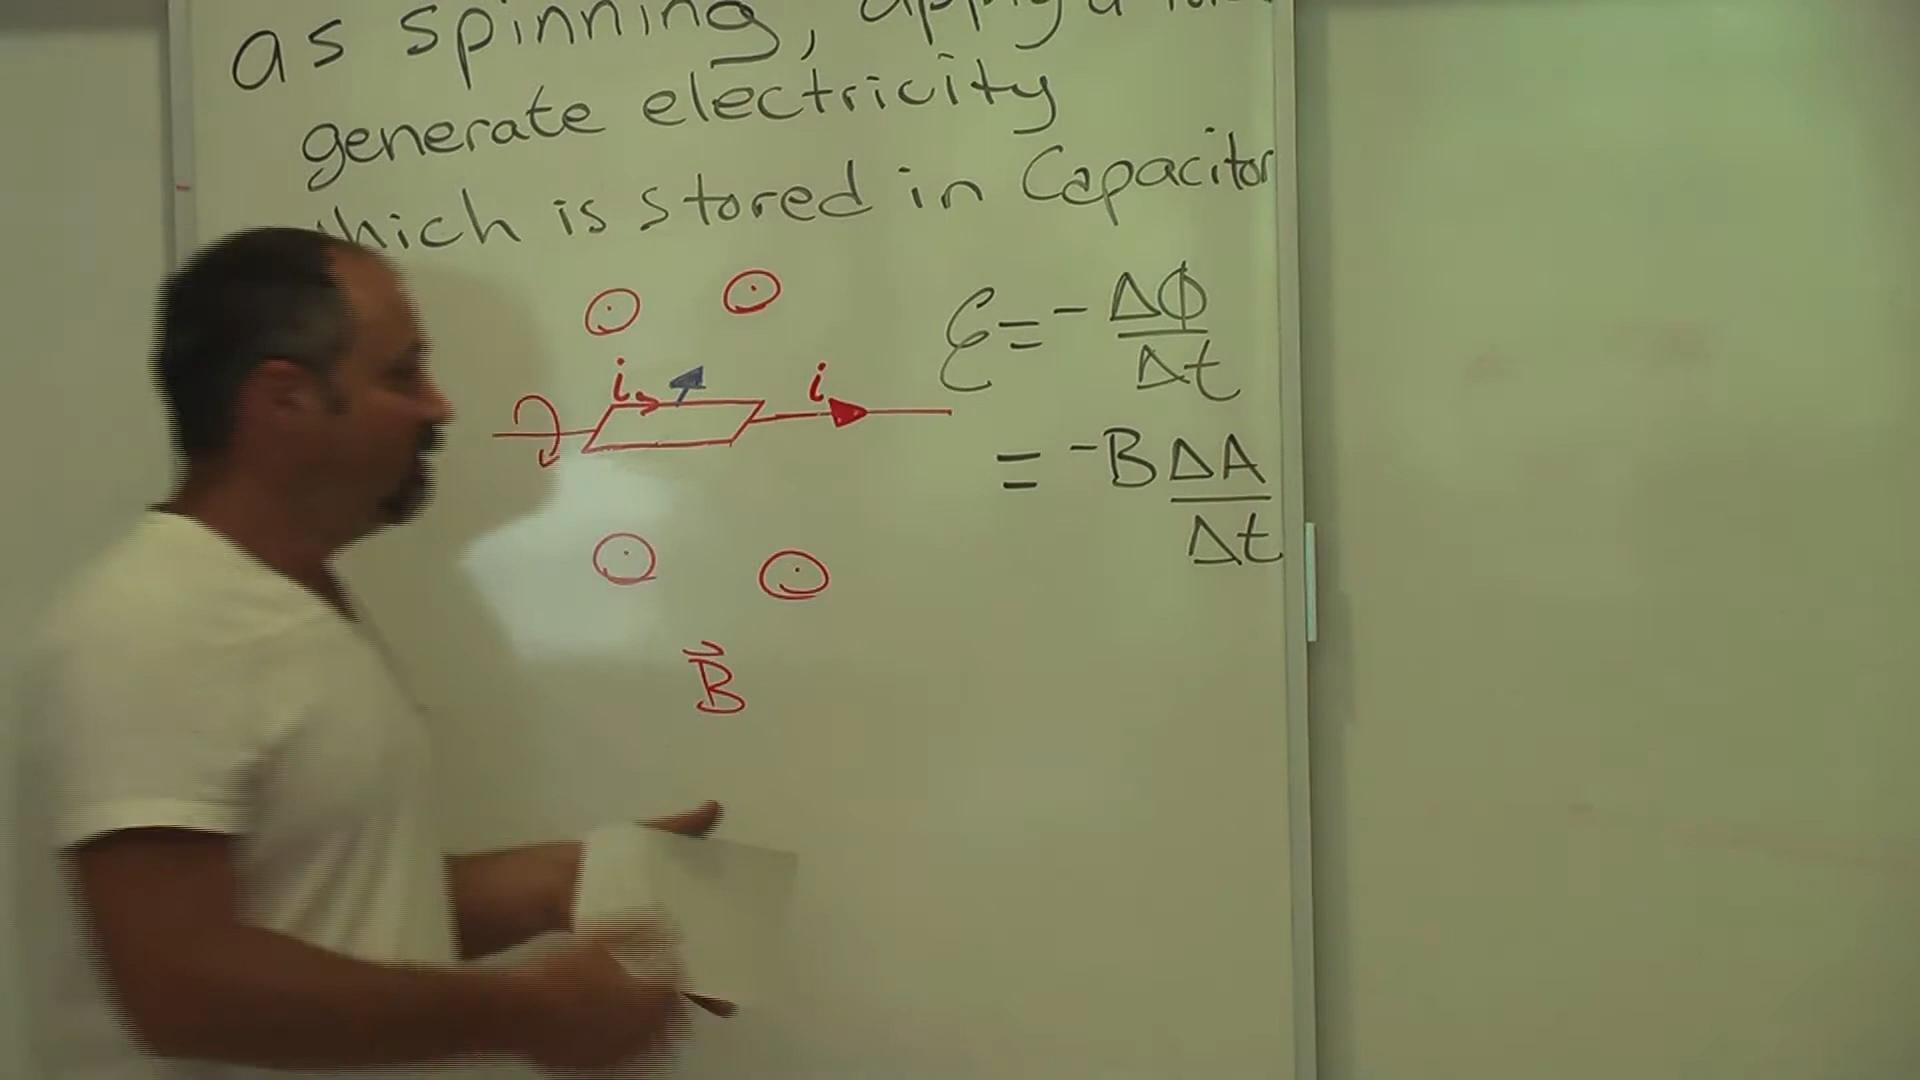 as spinning, apply a
generate electricity
which is stored in Capacitor
i i
ℰ = - ΔΦ/Δt
= -B ΔA/Δt
B⃗